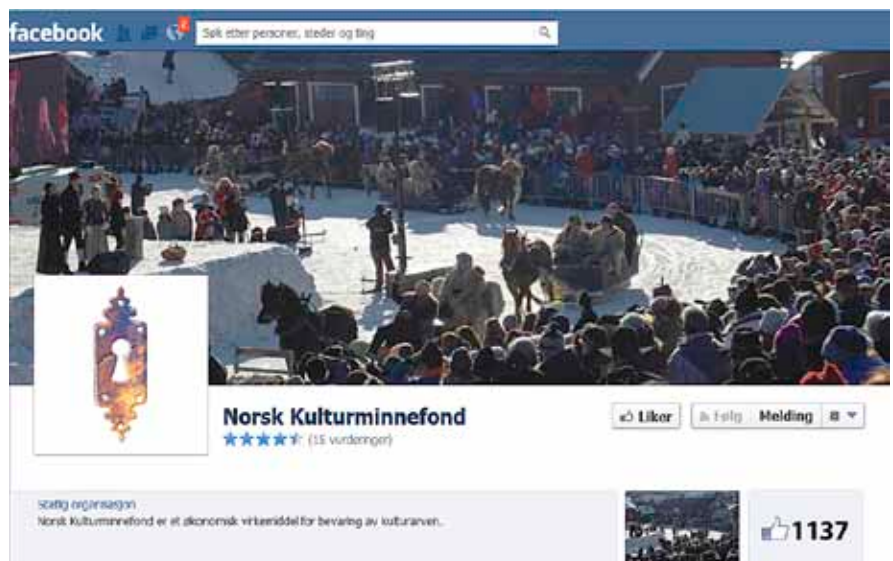 facebook 2 Søk etter personer, steder og ting
Norsk Kulturminnefond
(15 vurderinger)
Liker Følg Melding
Statlig organisasjon
Norsk Kulturminnefond er et økonomisk virkemiddel for bevaring av kulturarven.
1137